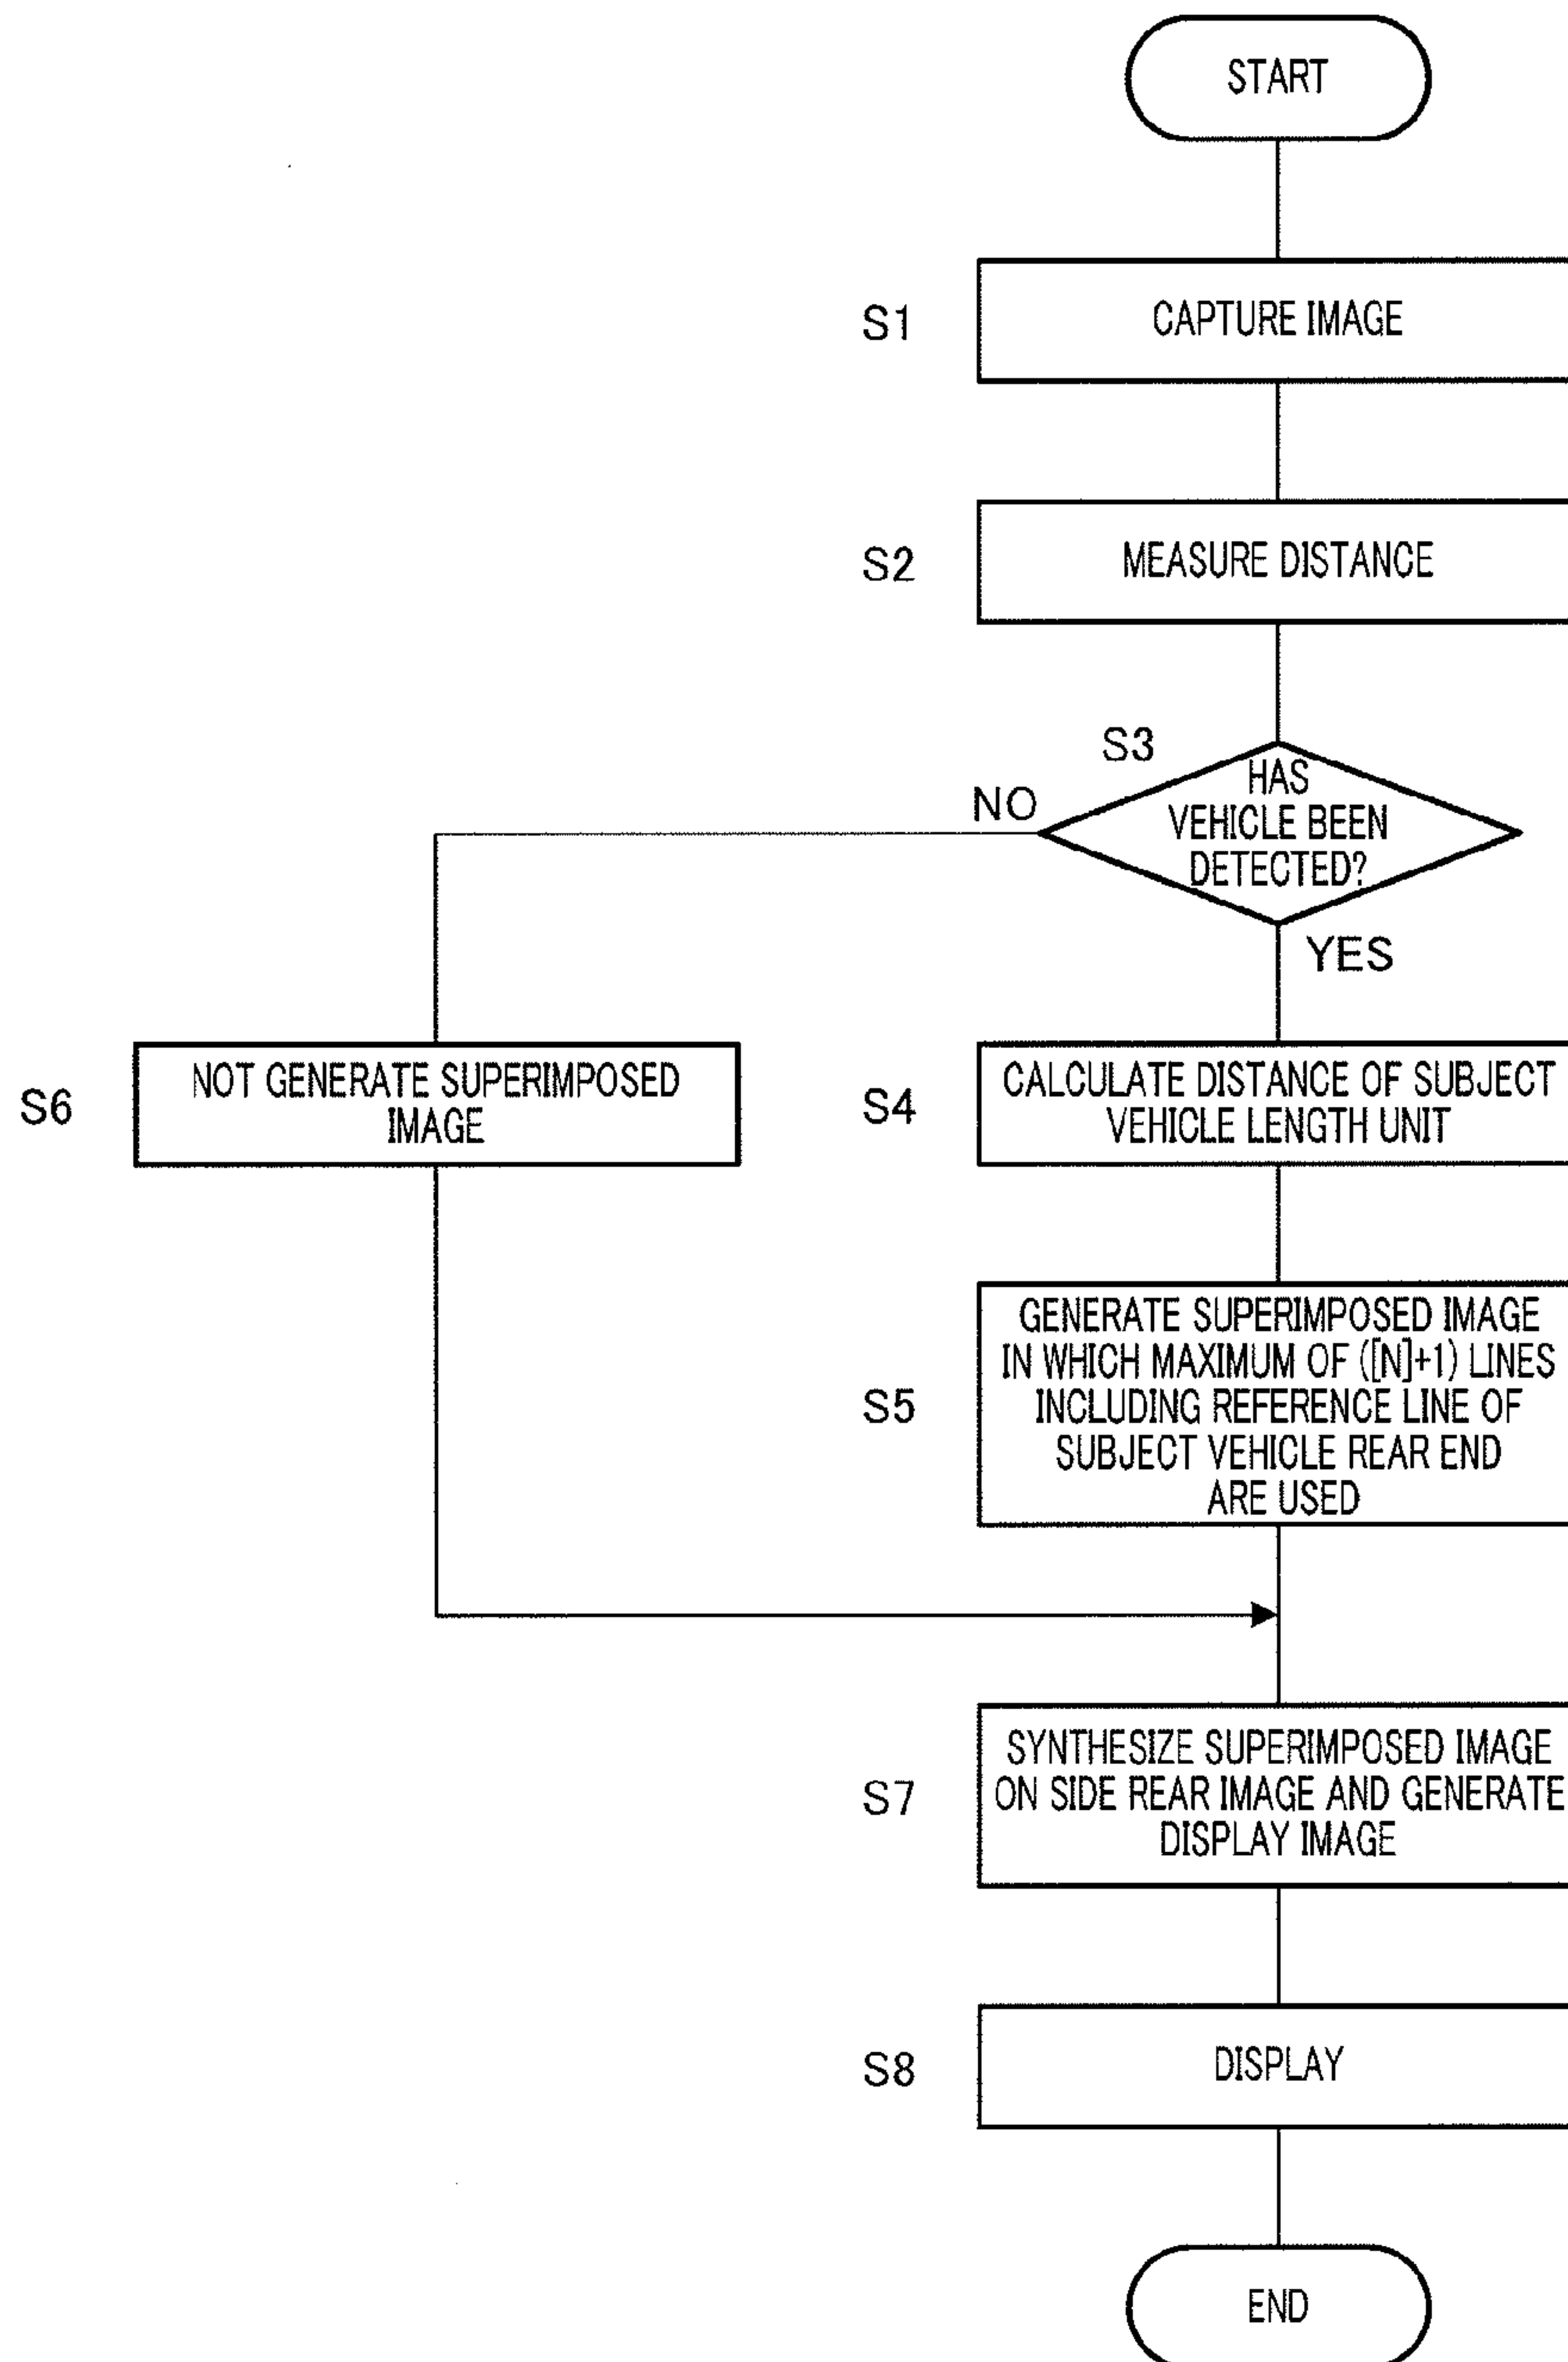 START
S1
CAPTURE IMAGE
S2
MEASURE DISTANCE
S3
HAS
VEHICLE BEEN
DETECTED?
NO
YES
S6
NOT GENERATE SUPERIMPOSED
IMAGE
S4
CALCULATE DISTANCE OF SUBJECT
VEHICLE LENGTH UNIT
S5
GENERATE SUPERIMPOSED IMAGE
IN WHICH MAXIMUM OF ([N]+1) LINES
INCLUDING REFERENCE LINE OF
SUBJECT VEHICLE REAR END
ARE USED
S7
SYNTHESIZE SUPERIMPOSED IMAGE
ON SIDE REAR IMAGE AND GENERATE
DISPLAY IMAGE
S8
DISPLAY
END